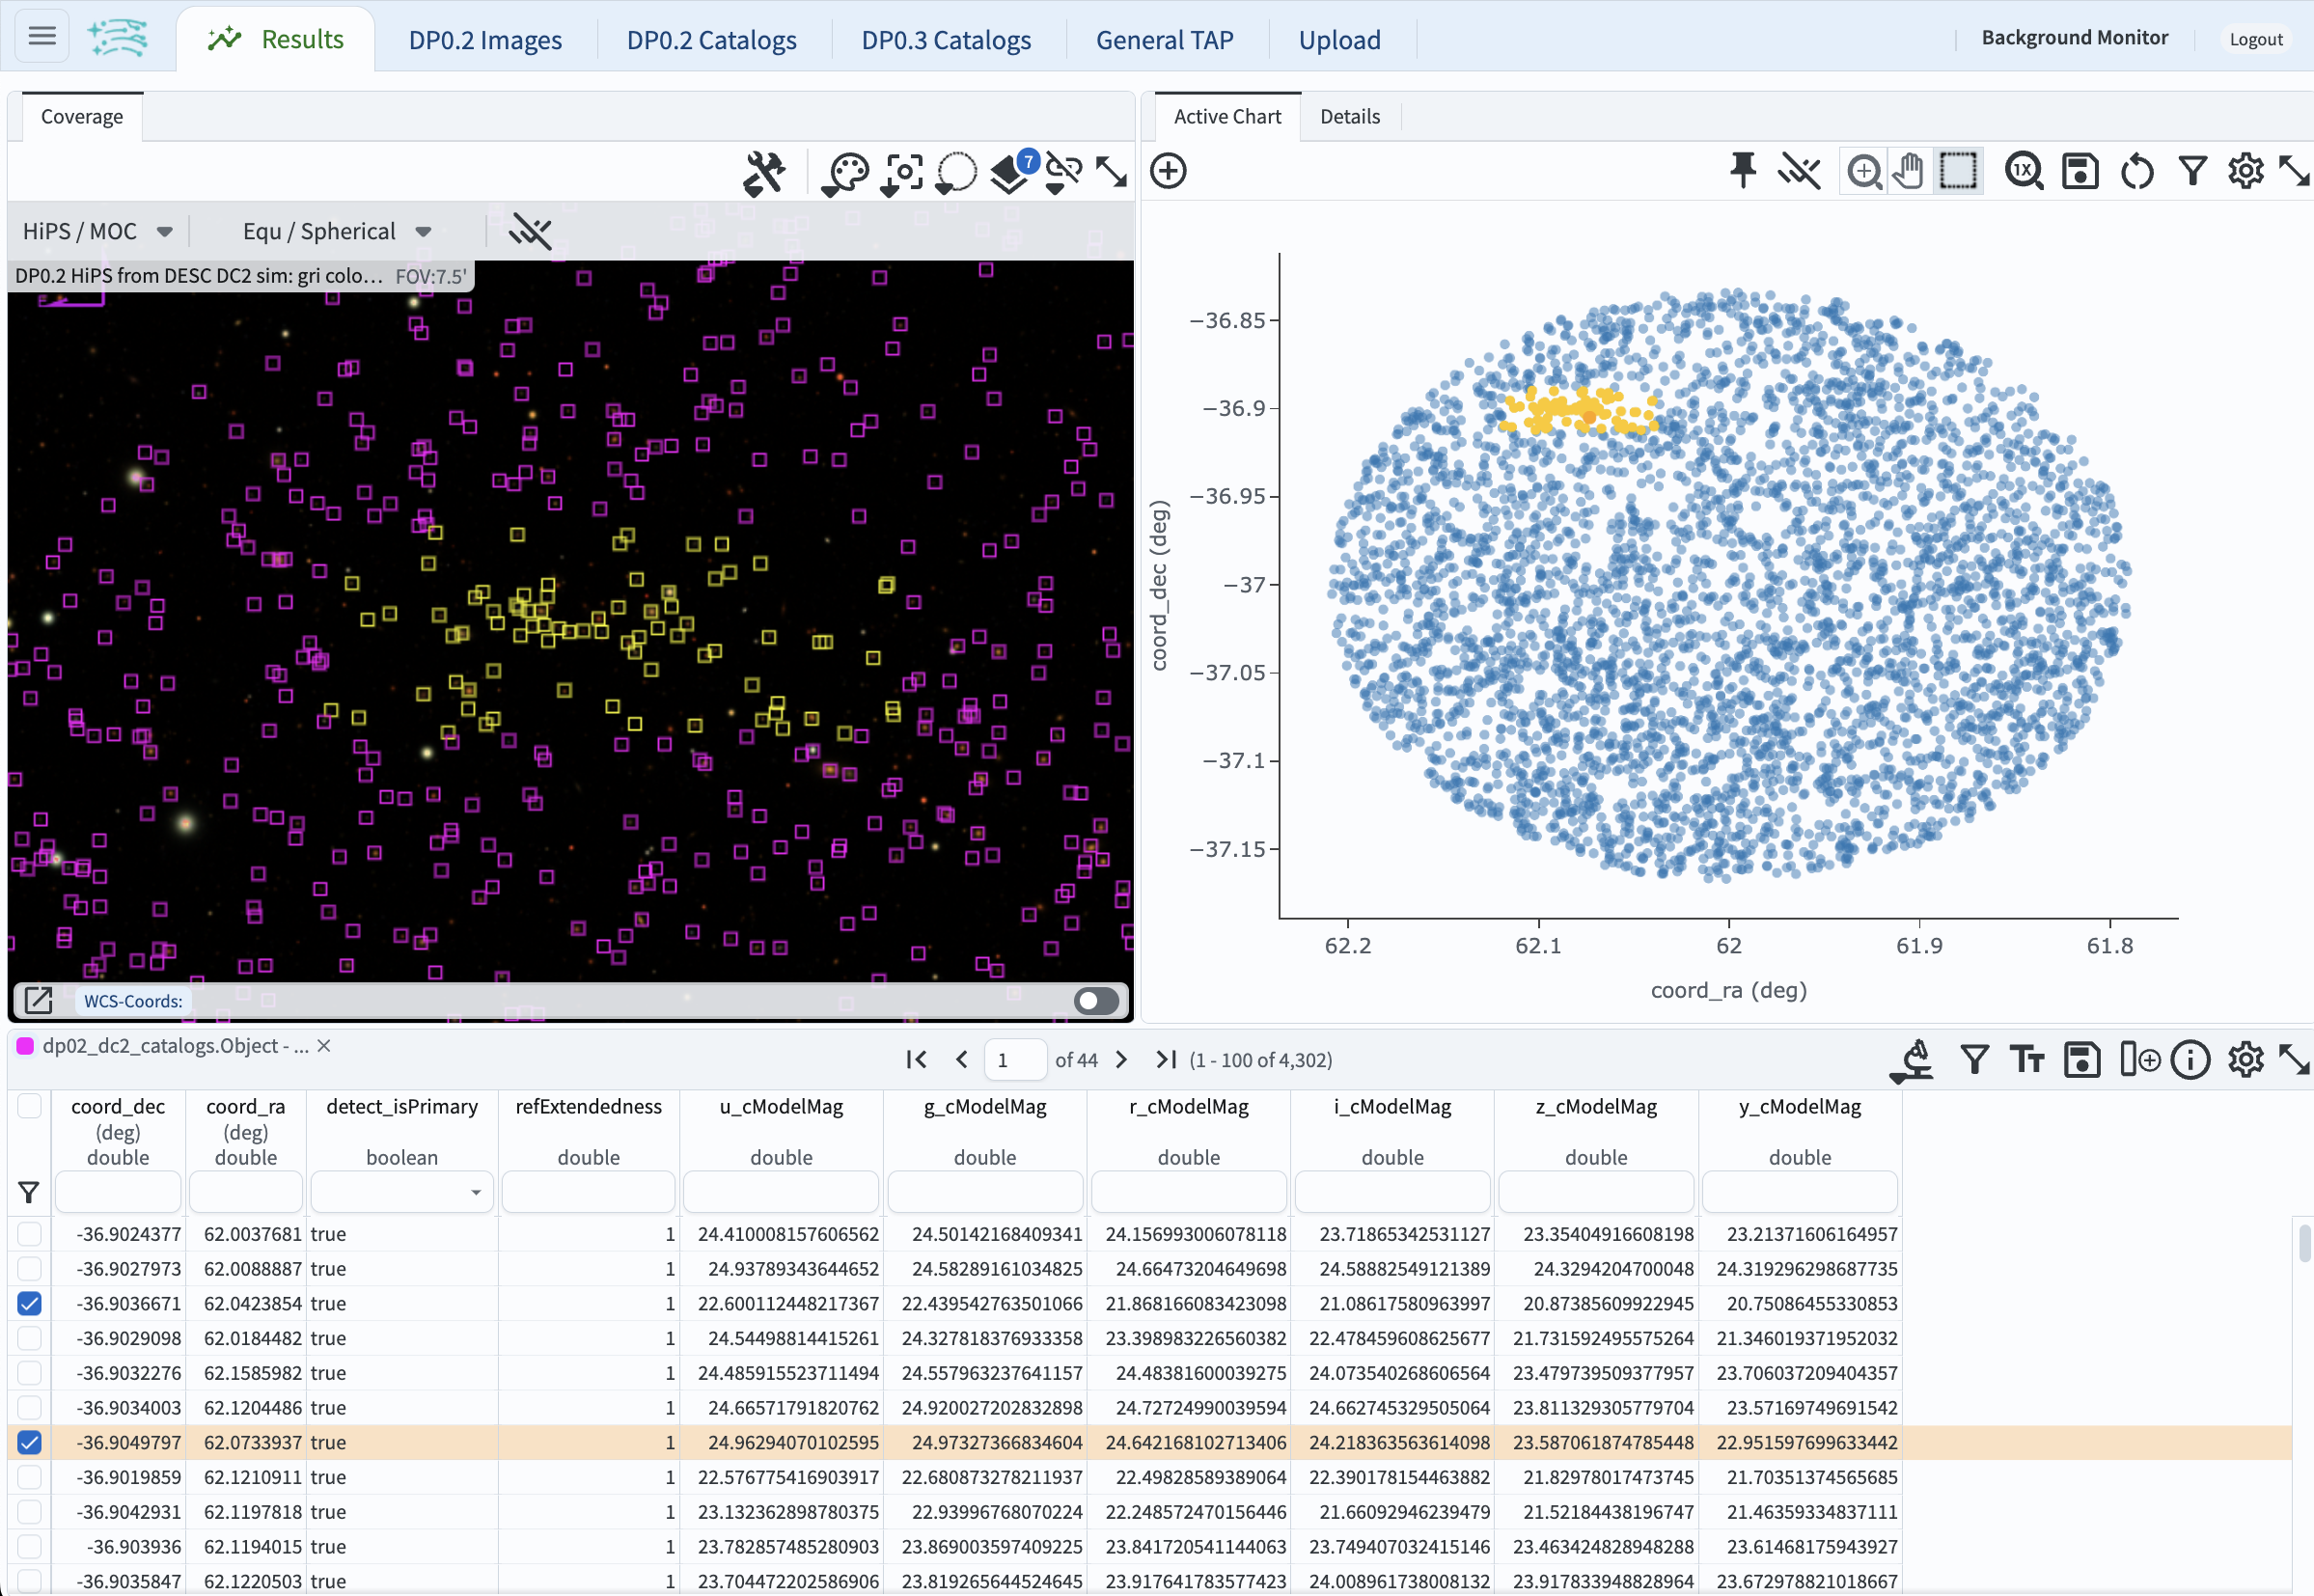 Results DP0.2 Images DP0.2 Catalogs DP0.3 Catalogs General TAP Upload Background Monitor Logout
Coverage
Active Chart Details
7
1X
HiPS / MOC Equ / Spherical
DP0.2 HiPS from DESC DC2 sim: gri colo... FOV:7.5'
WCS-Coords:
−36.85
−36.9
−36.95
−37
−37.05
−37.1
−37.15
coord_dec (deg)
62.2 62.1 62 61.9 61.8
coord_ra (deg)
dp02_dc2_catalogs.Object - ... 1 of 44 (1 - 100 of 4,302)
coord_dec coord_ra detect_isPrimary refExtendedness u_cModelMag g_cModelMag r_cModelMag i_cModelMag z_cModelMag y_cModelMag
(deg) (deg)
double double boolean double double double double double double double
-36.9024377 62.0037681 true 1 24.410008157606562 24.50142168409341 24.156993006078118 23.71865342531127 23.35404916608198 23.21371606164957
-36.9027973 62.0088887 true 1 24.93789343644652 24.58289161034825 24.66473204649698 24.58882549121389 24.3294204700048 24.319296298687735
-36.9036671 62.0423854 true 1 22.600112448217367 22.439542763501066 21.868166083423098 21.08617580963997 20.87385609922945 20.75086455330853
-36.9029098 62.0184482 true 1 24.54498814415261 24.327818376933358 23.398983226560382 22.478459608625677 21.731592495575264 21.346019371952032
-36.9032276 62.1585982 true 1 24.485915523711494 24.557963237641157 24.48381600039275 24.073540268606564 23.479739509377957 23.706037209404357
-36.9034003 62.1204486 true 1 24.66571791820762 24.920027202832898 24.72724990039594 24.662745329505064 23.811329305779704 23.57169749691542
-36.9049797 62.0733937 true 1 24.96294070102595 24.97327366834604 24.642168102713406 24.218363563614098 23.587061874785448 22.951597699633442
-36.9019859 62.1210911 true 1 22.576775416903917 22.680873278211937 22.49828589389064 22.390178154463882 21.82978017473745 21.70351374565685
-36.9042931 62.1197818 true 1 23.132362898780375 22.93996768070224 22.248572470156446 21.66092946239479 21.52184438196747 21.46359334837111
-36.903936 62.1194015 true 1 23.782857485280903 23.869003597409225 23.841720541144063 23.749407032415146 23.463424828948288 23.61468175943927
-36.9035847 62.1220503 true 1 23.704472202586906 23.819265644524645 23.917641783577423 24.008961738008132 23.917833948828964 23.672978821018667